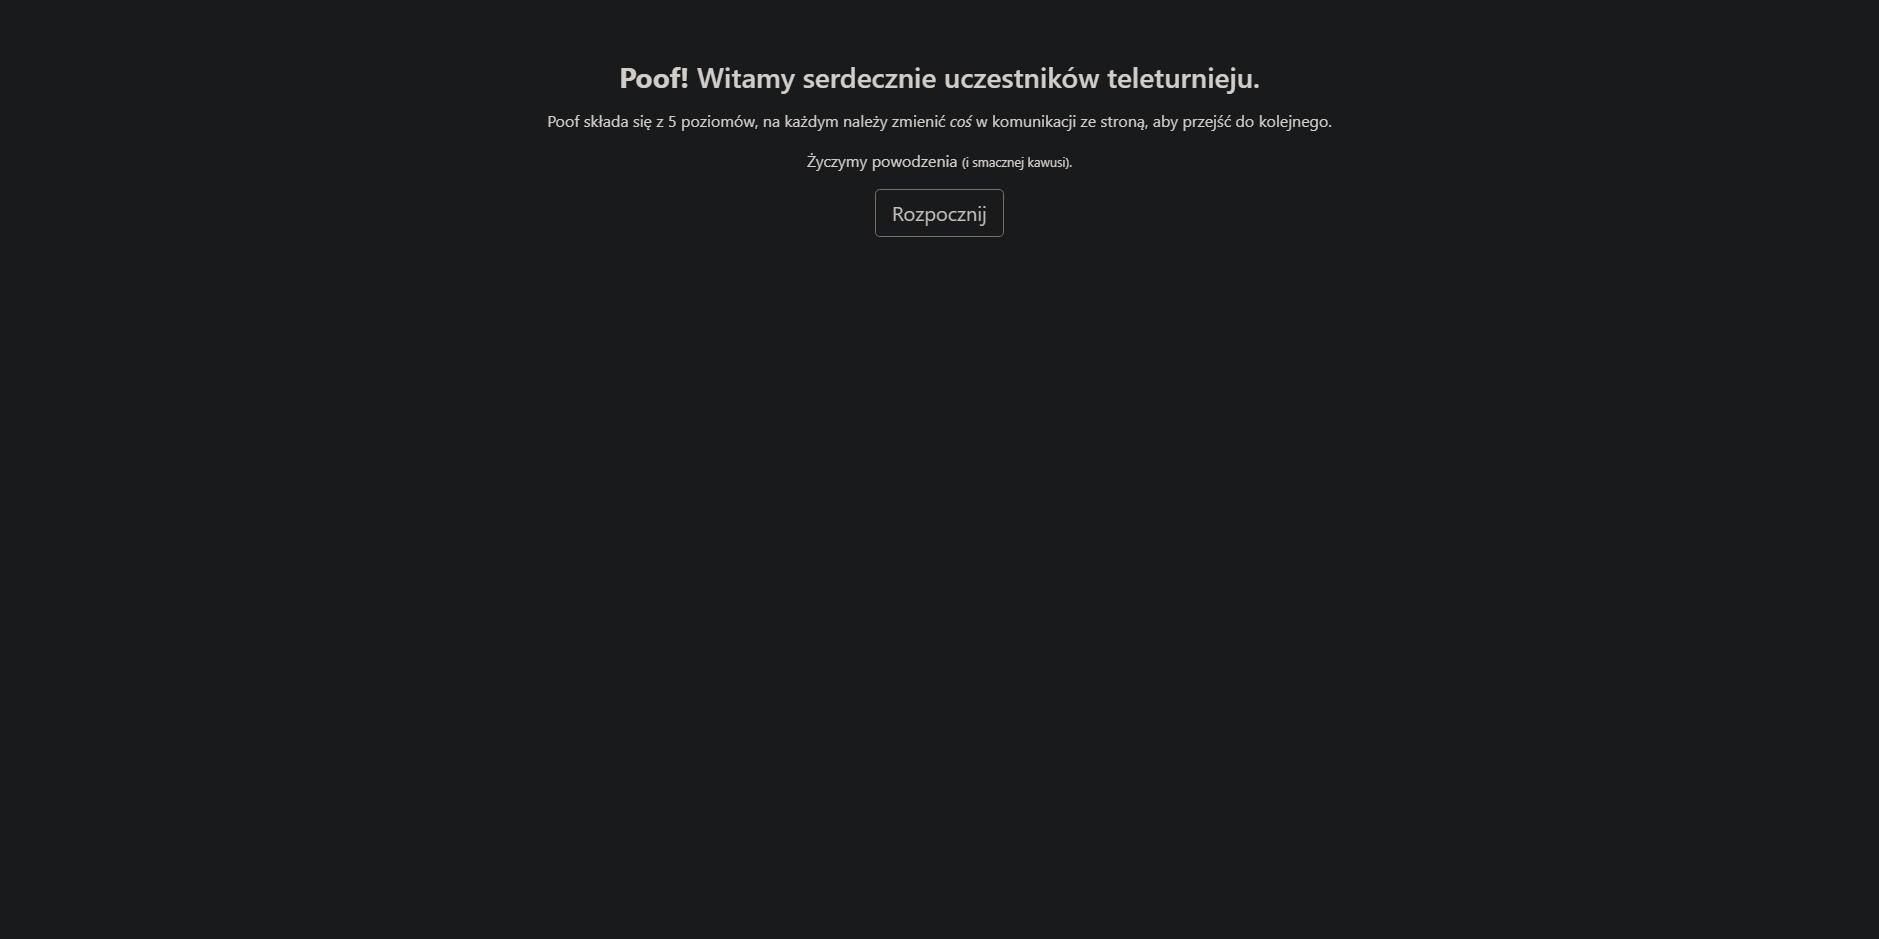 Poof! Witamy serdecznie uczestników teleturnieju.
Poof składa się z 5 poziomów, na każdym należy zmienić coś w komunikacji ze stroną, aby przejść do kolejnego.
Życzymy powodzenia (i smacznej kawusi).
Rozpocznij